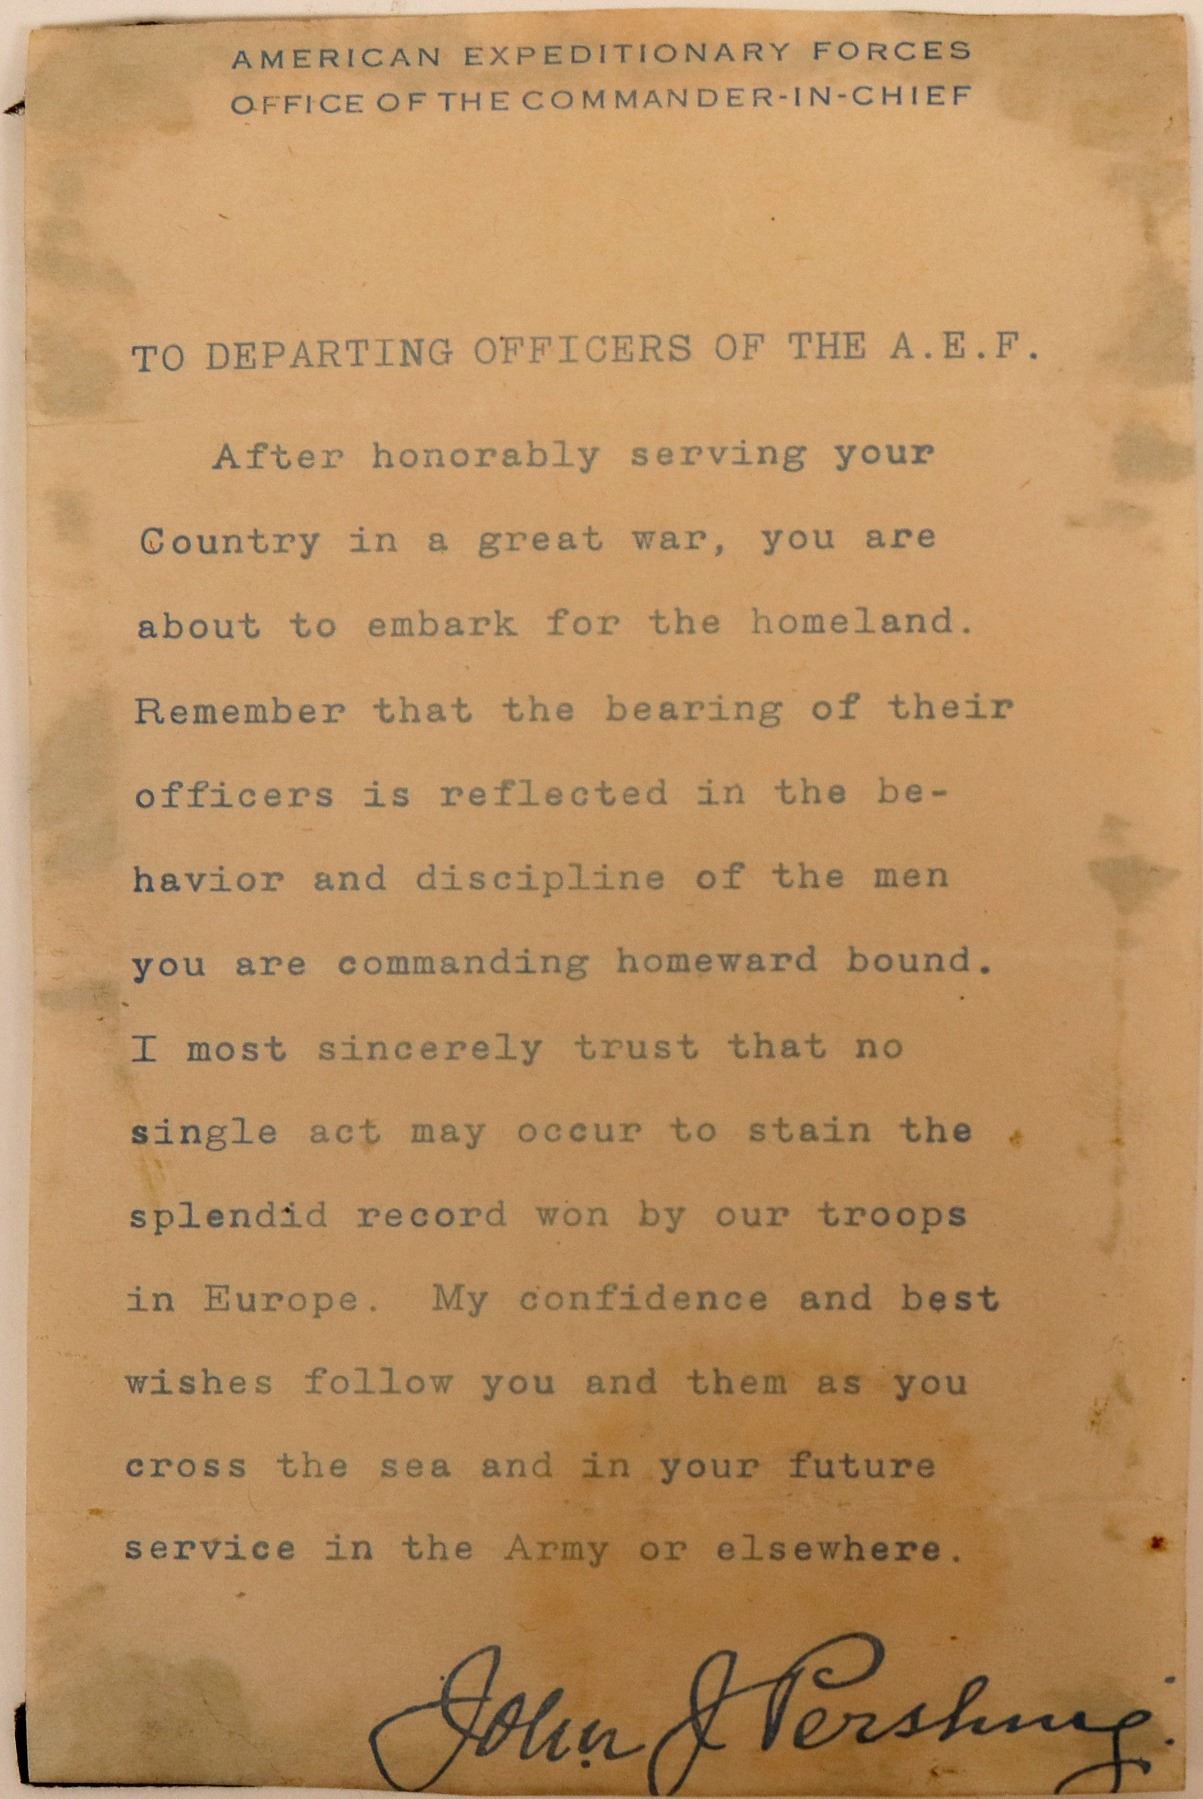 AMERICAN EXPEDITIONARY FORCES
OFFICE OF THE COMMANDER-IN-CHIEF
TO DEPARTING OFFICERS OF THE A.E.F.
After honorably serving your
Country in a great war, you are
about to embark for the homeland.
Remember that the bearing of their
officers is reflected in the be-
havior and discipline of the men
you are commanding homeward bound.
I most sincerely trust that no
single act may occur to stain the
splendid record won by our troops
in Europe. My confidence and best
wishes follow you and them as you
cross the sea and in your future
service in the Army or elsewhere.
John J Pershing.